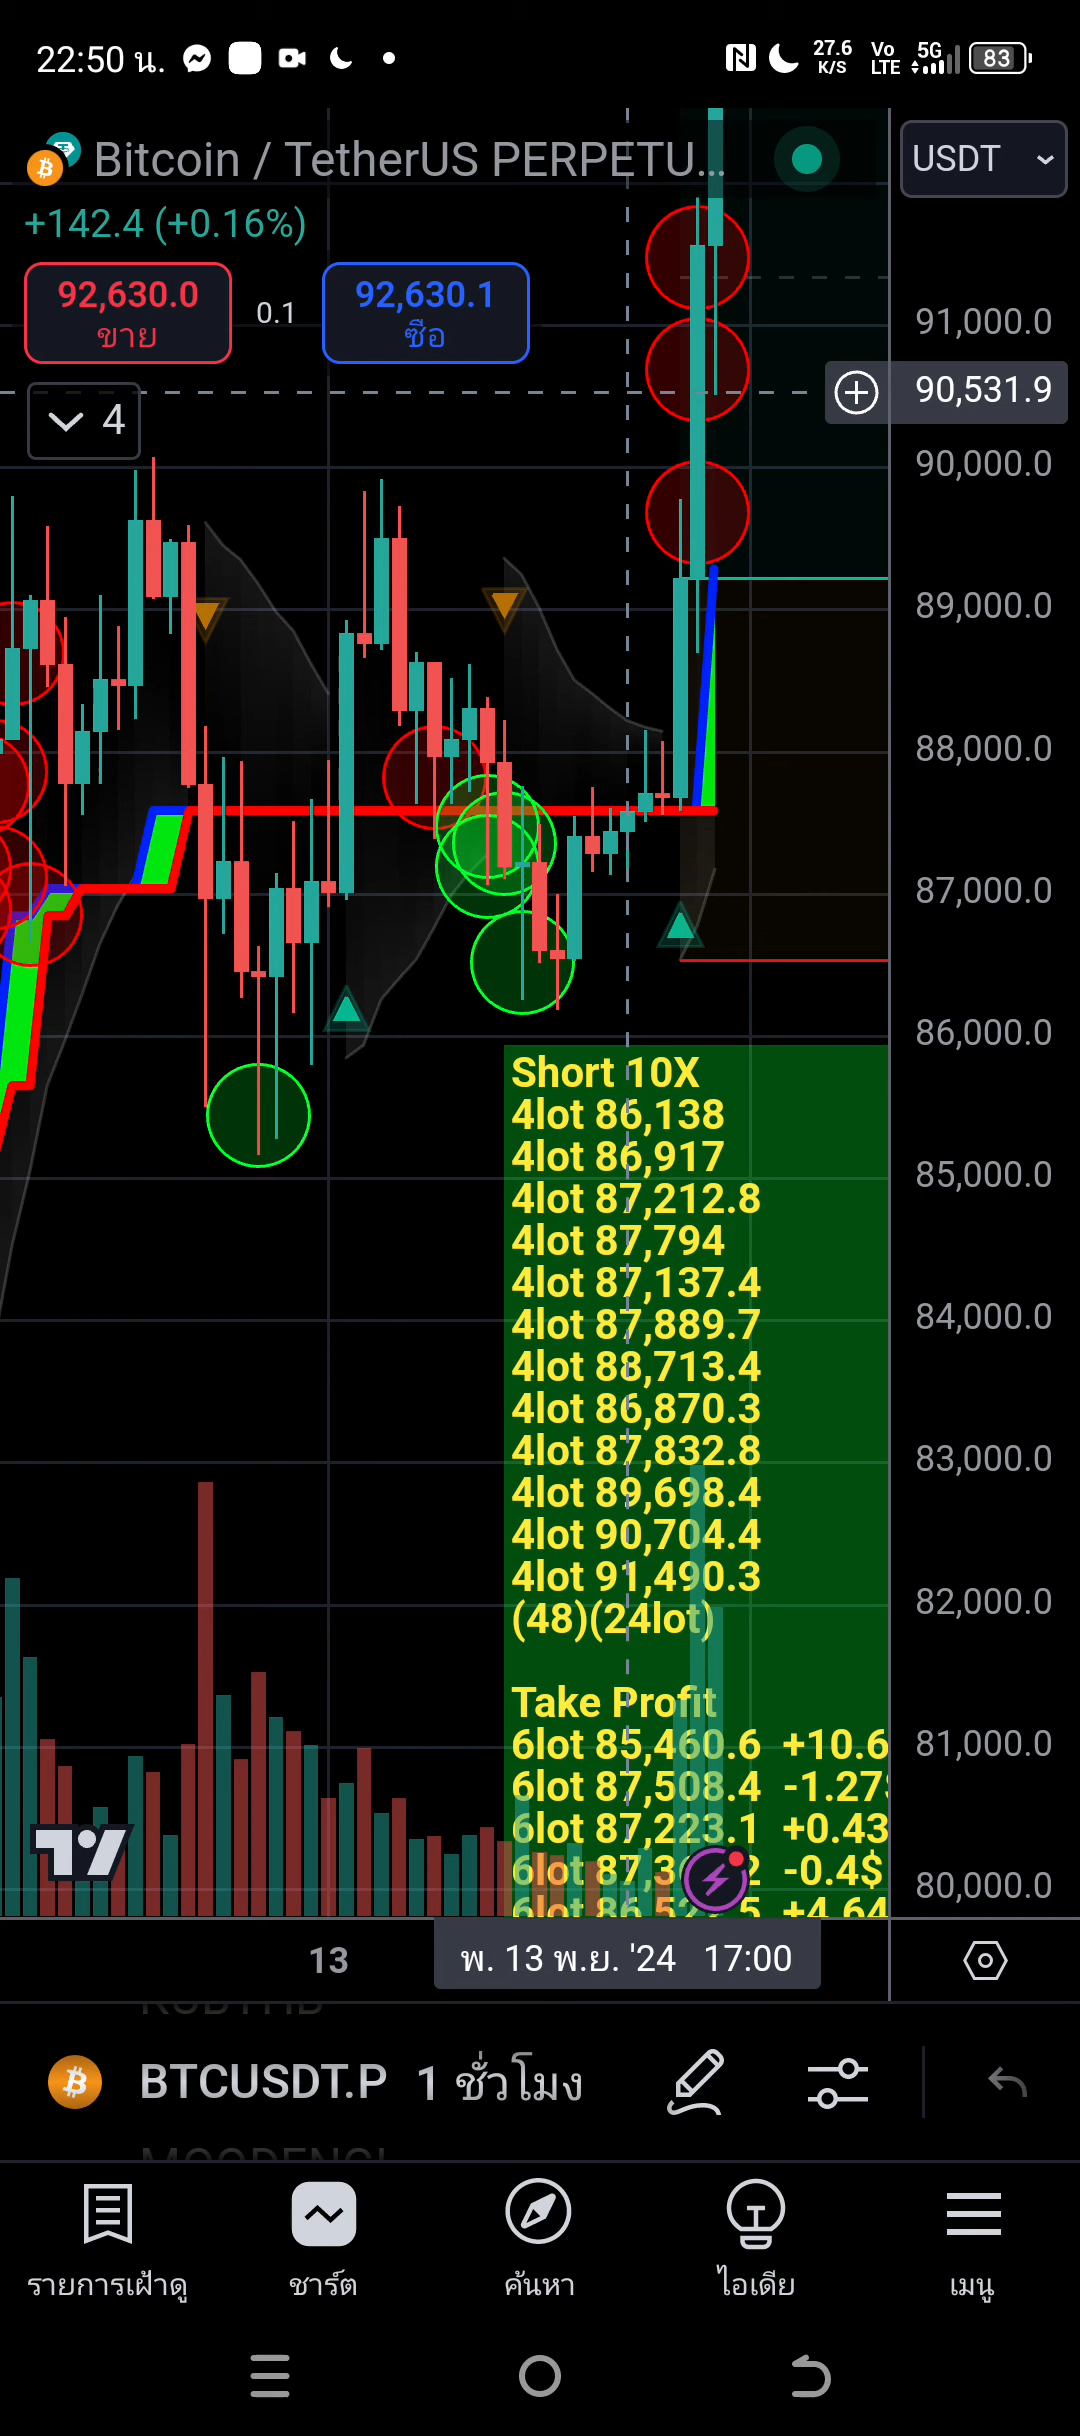 22:50 น.
27.6 K/S
Vo LTE
5G
83
Bitcoin / TetherUS PERPETU...
USDT
+142.4 (+0.16%)
92,630.0
ขาย
0.1
92,630.1
ซื้อ
4
91,000.0
90,531.9
90,000.0
89,000.0
88,000.0
87,000.0
86,000.0
85,000.0
84,000.0
83,000.0
82,000.0
81,000.0
80,000.0
Short 10X
4lot 86,138
4lot 86,917
4lot 87,212.8
4lot 87,794
4lot 87,137.4
4lot 87,889.7
4lot 88,713.4
4lot 86,870.3
4lot 87,832.8
4lot 89,698.4
4lot 90,704.4
4lot 91,490.3
(48)(24lot)
Take Profit
6lot 85,460.6 +10.6
6lot 87,508.4 -1.27$
6lot 87,223.1 +0.43
6lot -0.4$
6lot +4.64
13
พ. 13 พ.ย. '24 17:00
BTCUSDT.P 1 ชั่วโมง
รายการเฝ้าดู
ชาร์ต
ค้นหา
ไอเดีย
เมนู